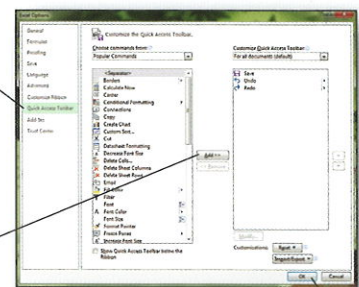 Excel Options
General
Formulas
Proofing
Save
Language
Advanced
Customize Ribbon
Quick Access Toolbar
Add-Ins
Trust Center
Customize the Quick Access Toolbar.
Choose commands from:
Popular Commands
<Separator>
Borders
Calculate Now
Center
Conditional Formatting
Connections
Copy
Create Chart
Custom Sort...
Cut
Datasheet Formatting
Decrease Font Size
Delete Cells...
Delete Sheet Columns
Delete Sheet Rows
Email
Fill Color
Filter
Font
Font Color
Font Size
Format Painter
Freeze Panes
Increase Font Size
Show Quick Access Toolbar below the
Ribbon
Add >>
<< Remove
Customize Quick Access Toolbar:
For all documents (default)
Save
Undo
Redo
Modify...
Customizations:
Reset
Import/Export
OK
Cancel